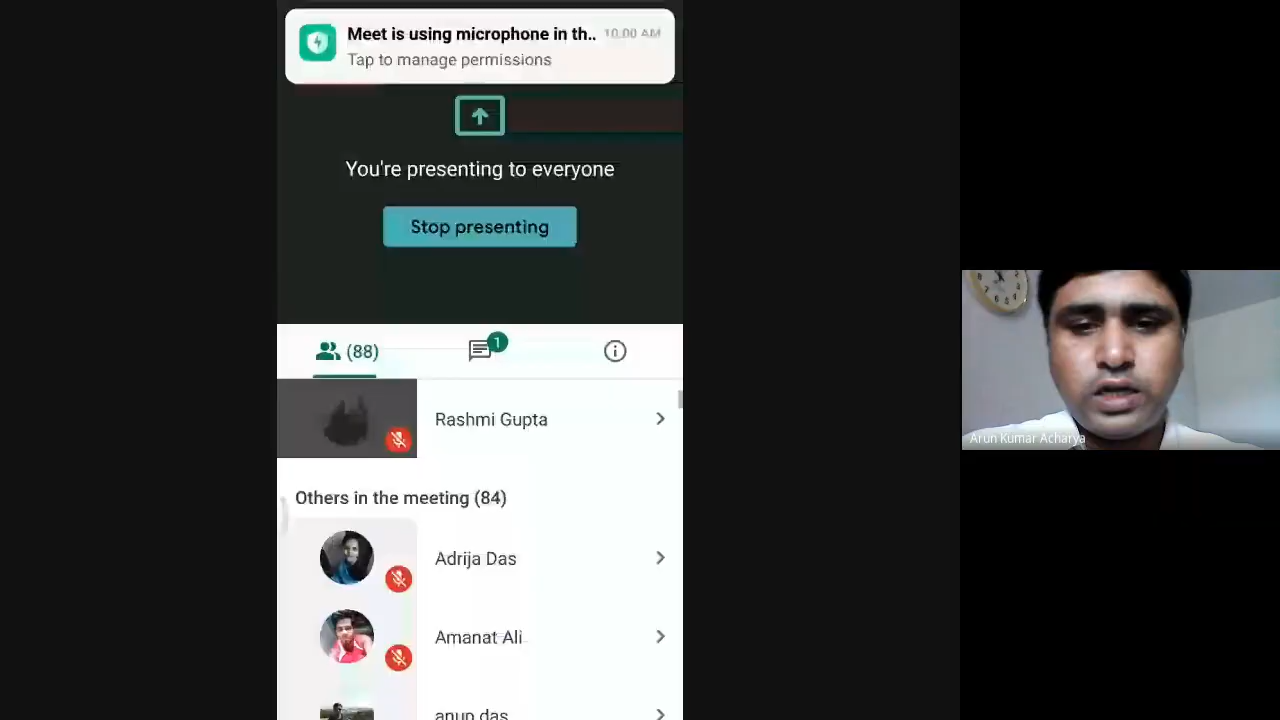 Meet is using microphone in th..
10.00 AM
Tap to manage permissions
You're presenting to everyone
Stop presenting
(88)
1
Rashmi Gupta
Others in the meeting (84)
Adrija Das
Amanat Ali
anup das
Arun Kumar Acharya